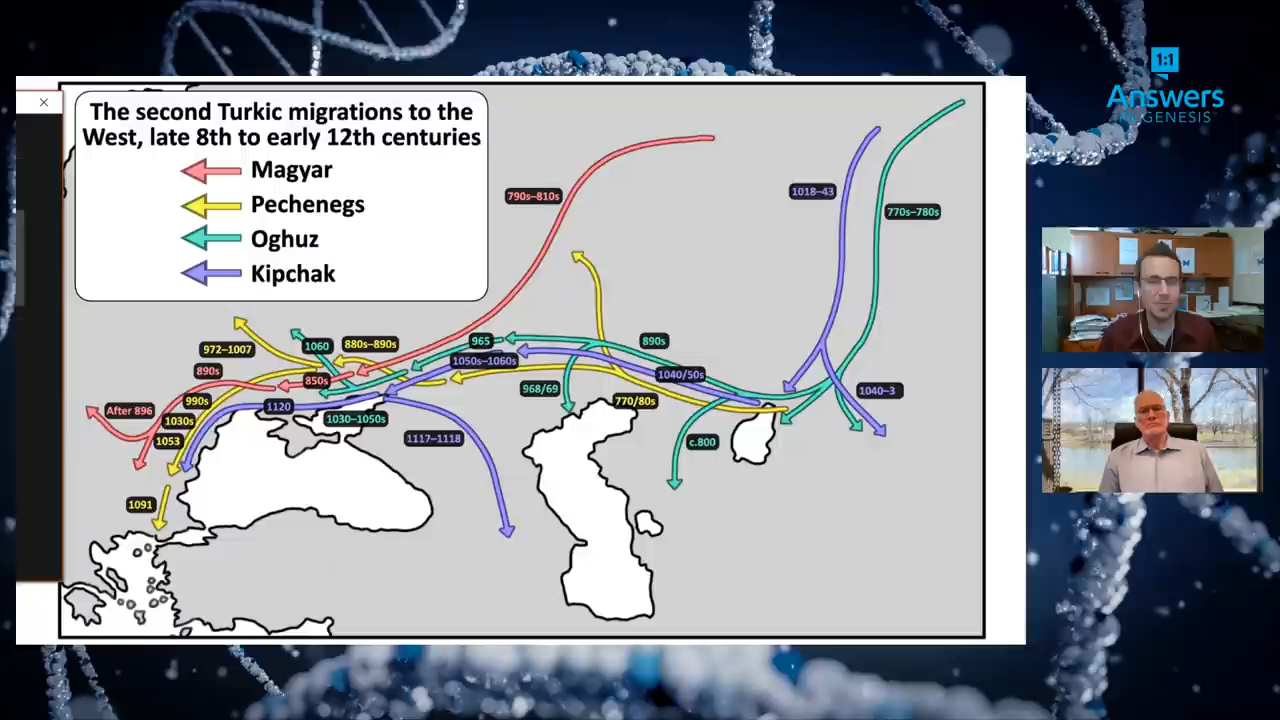 The second Turkic migrations to the
West, late 8th to early 12th centuries
Magyar
Pechenegs
Oghuz
Kipchak
1:1
Answers
IN GENESIS
790s–810s
1018–43
770s–780s
972–1007
1060
880s–890s
965
890s
1050s–1060s
890s
850s
1040/50s
968/69
770/80s
1040–3
After 896
990s
1030s
1053
1120
1030–1050s
1117–1118
c.800
1091